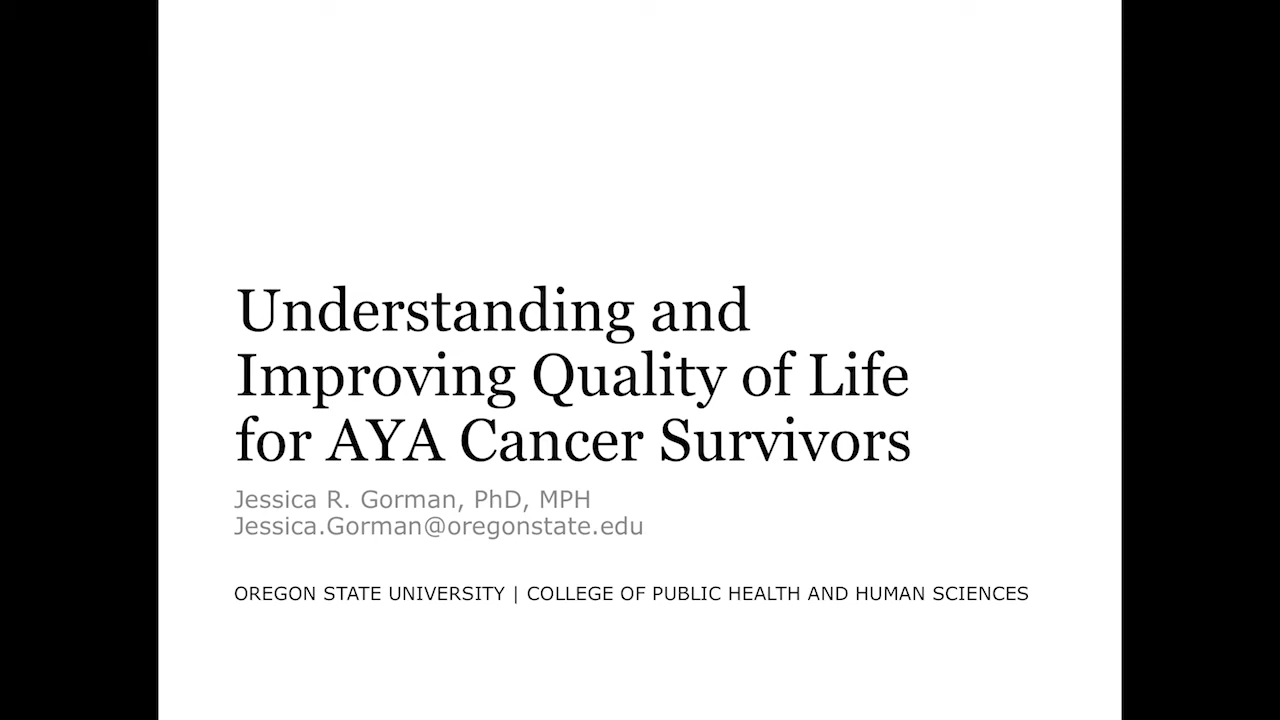 Understanding and
Improving Quality of Life
for AYA Cancer Survivors
Jessica R. Gorman, PhD, MPH
Jessica.Gorman@oregonstate.edu
OREGON STATE UNIVERSITY | COLLEGE OF PUBLIC HEALTH AND HUMAN SCIENCES